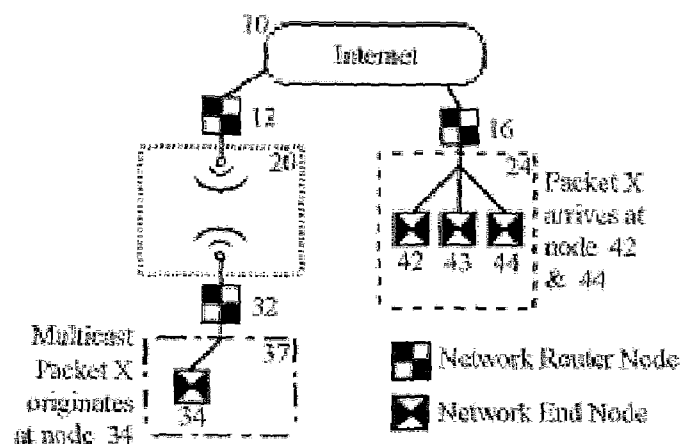 10
Internet
12
16
20
24
Packet X
arrives at
node 42
& 44
42 43 44
32
Multicast
Packet X
originates
at node 34
37
34
Network Router Node
Network End Node